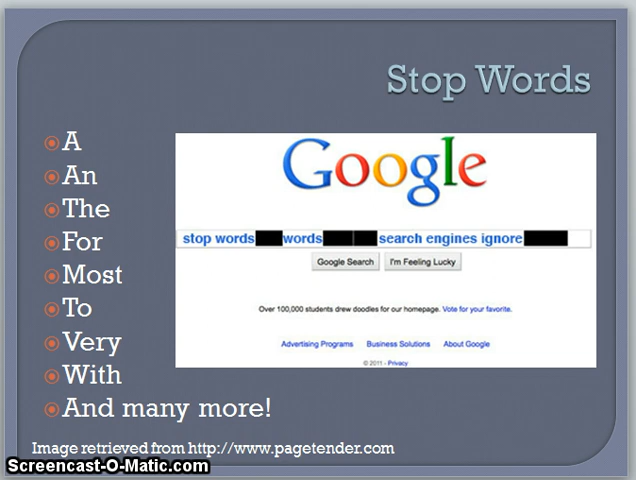 Stop Words
A
An
The
For
Most
To
Very
With
And many more!
Google
stop words words search engines ignore
Google Search I'm Feeling Lucky
Over 100,000 students drew doodles for our homepage. Vote for your favorite.
Advertising Programs Business Solutions About Google
© 2011 - Privacy
Image retrieved from http://www.pagetender.com
Screencast-O-Matic.com